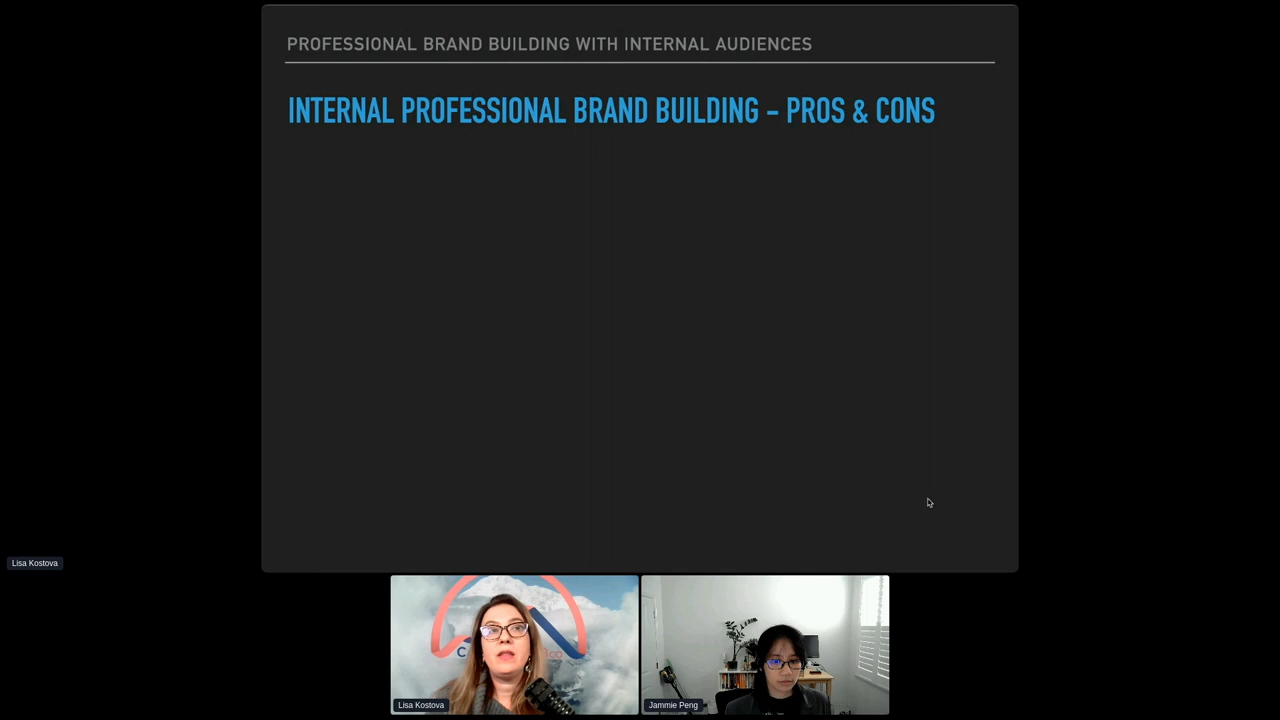 PROFESSIONAL BRAND BUILDING WITH INTERNAL AUDIENCES
INTERNAL PROFESSIONAL BRAND BUILDING - PROS & CONS
Lisa Kostova
Lisa Kostova
Jammie Peng